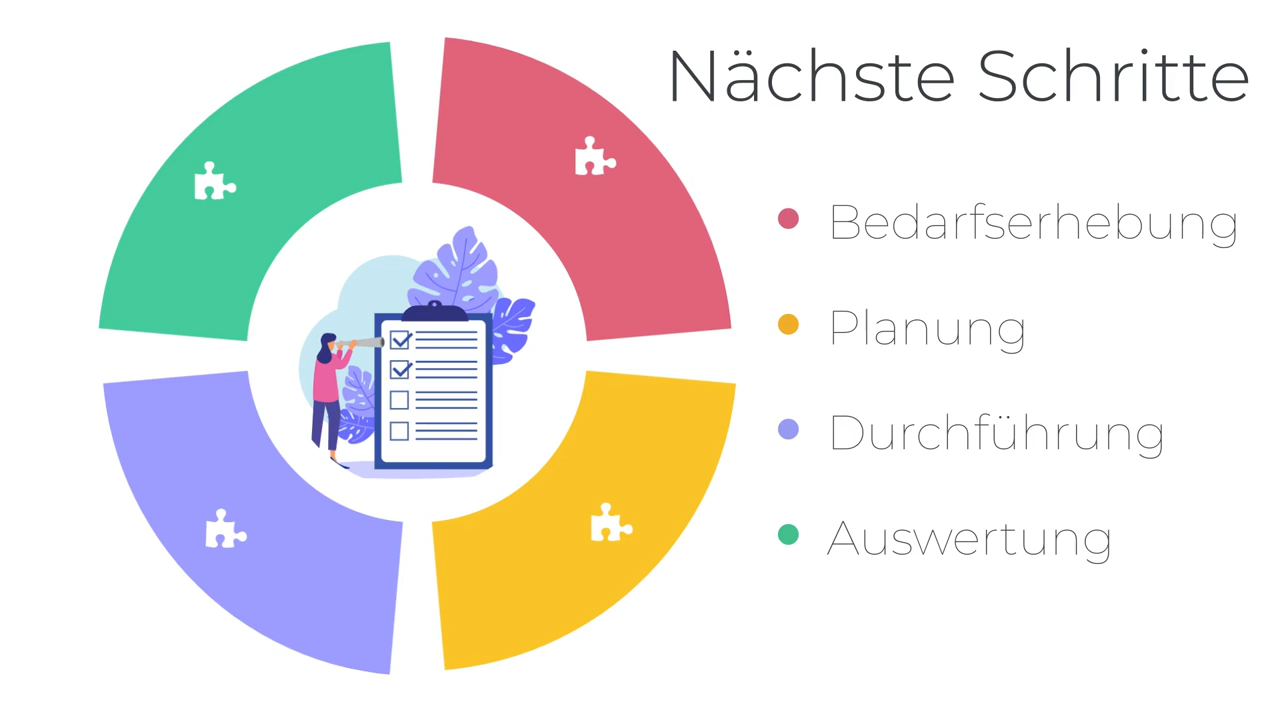 Nächste Schritte
Bedarfserhebung
Planung
Durchführung
Auswertung